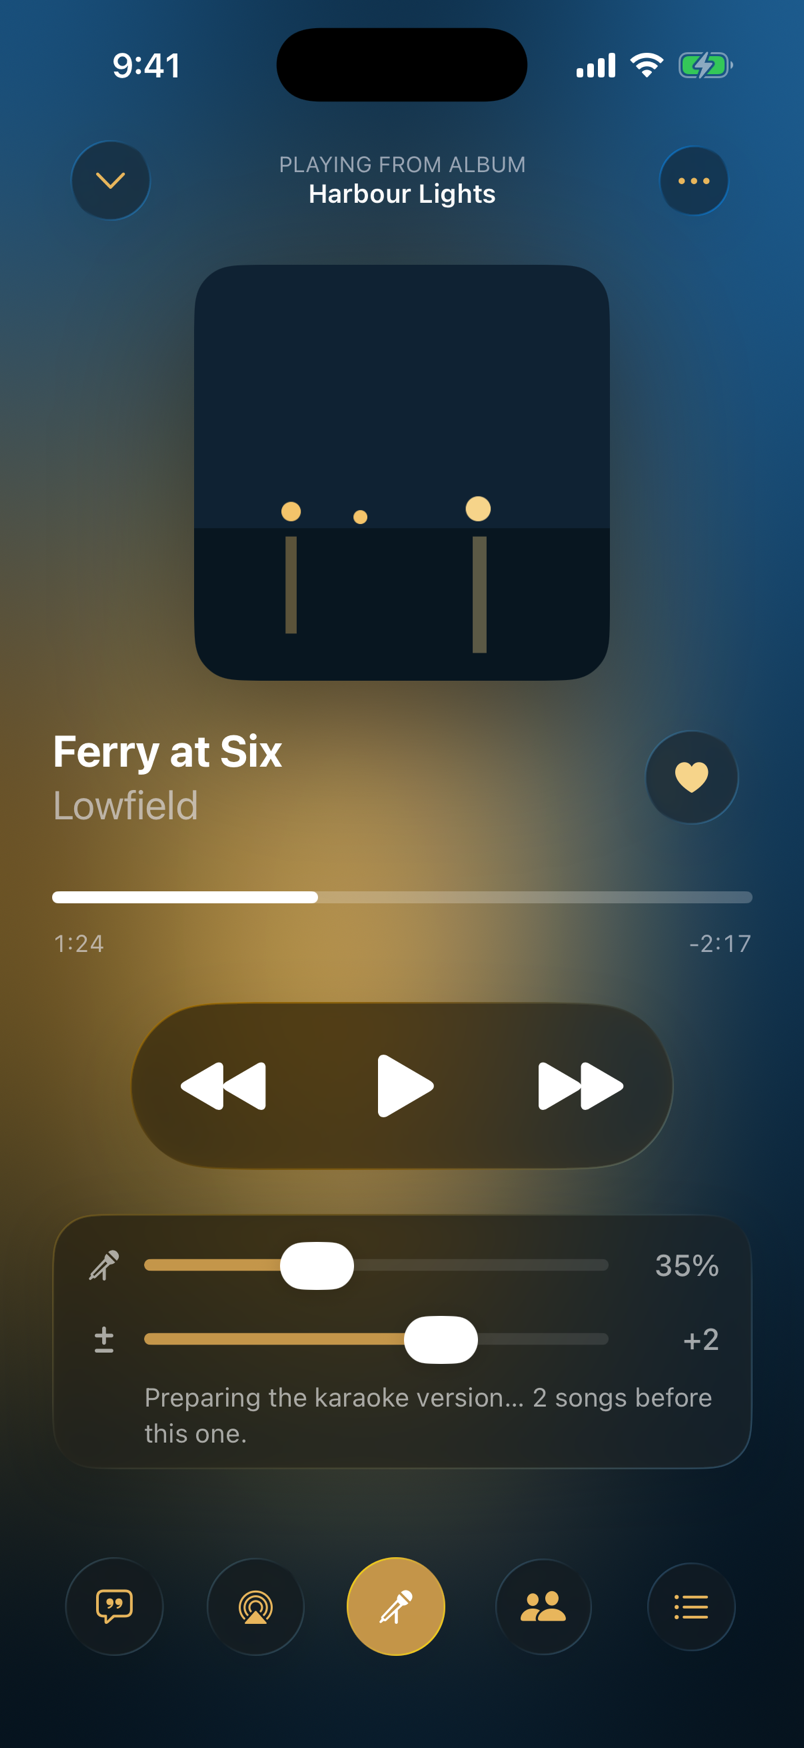 9:41
PLAYING FROM ALBUM
Harbour Lights
Ferry at Six
Lowfield
1:24
-2:17
35%
+2
Preparing the karaoke version... 2 songs before
this one.